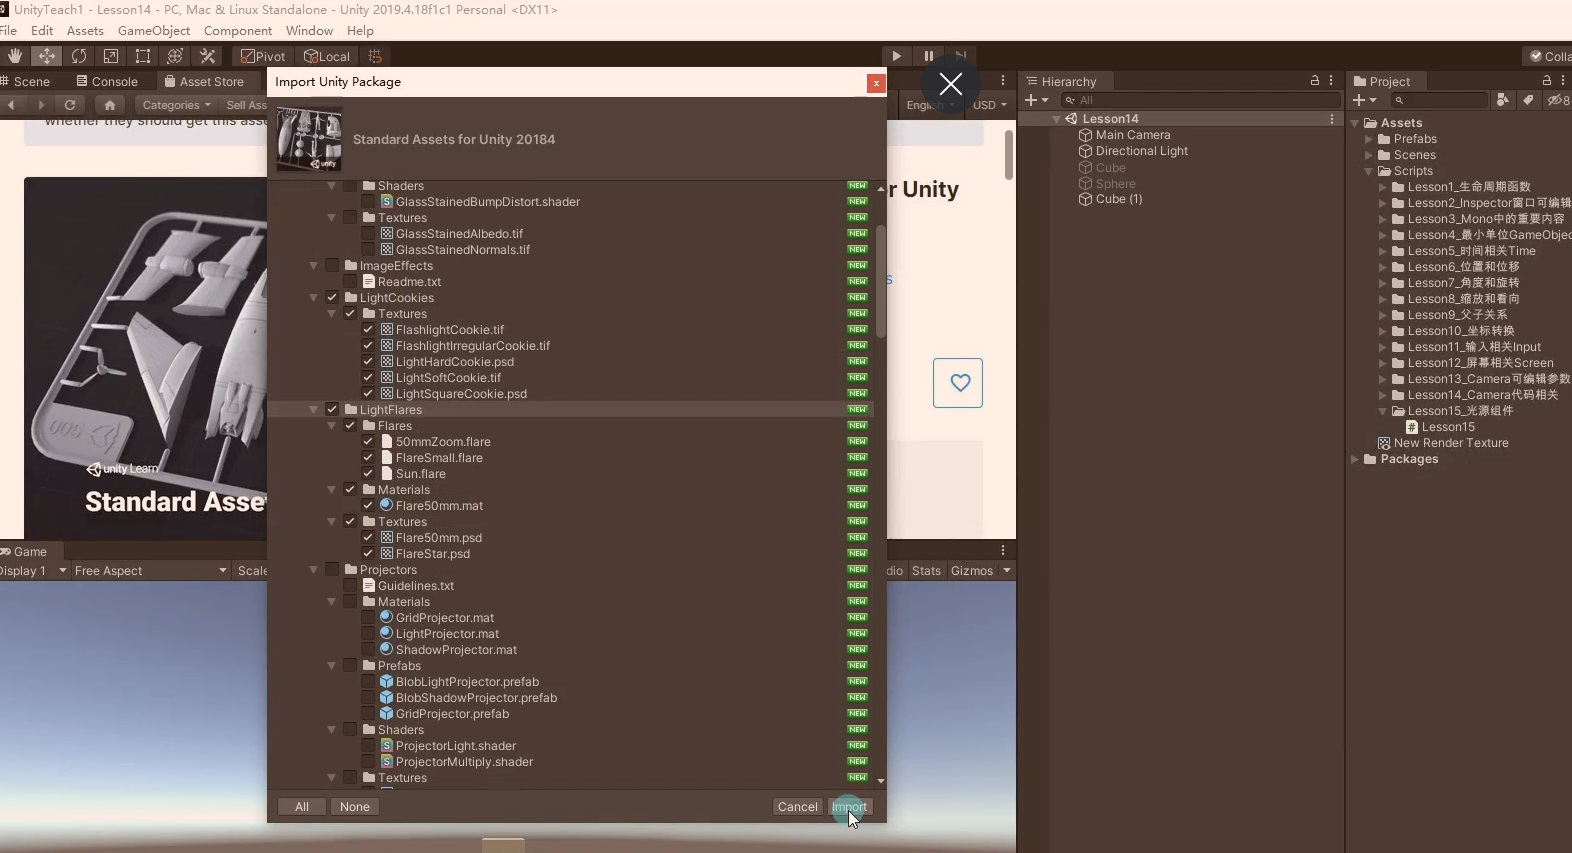 UnityTeach1 - Lesson14 - PC, Mac & Linux Standalone - Unity 2019.4.18f1c1 Personal <DX11>
File Edit Assets GameObject Component Window Help
Pivot Local
Scene Console Asset Store
Categories Sell Ass
English USD
whether they should get this asse
r Unity
s
unity Learn
Standard Asse
005
Game
Display 1 Free Aspect Scale
dio Stats Gizmos
Import Unity Package
x
unity
Standard Assets for Unity 20184
Shaders NEW
GlassStainedBumpDistort.shader NEW
Textures NEW
GlassStainedAlbedo.tif NEW
GlassStainedNormals.tif NEW
ImageEffects NEW
Readme.txt NEW
LightCookies NEW
Textures NEW
FlashlightCookie.tif NEW
FlashlightIrregularCookie.tif NEW
LightHardCookie.psd NEW
LightSoftCookie.tif NEW
LightSquareCookie.psd NEW
LightFlares NEW
Flares NEW
50mmZoom.flare NEW
FlareSmall.flare NEW
Sun.flare NEW
Materials NEW
Flare50mm.mat NEW
Textures NEW
Flare50mm.psd NEW
FlareStar.psd NEW
Projectors NEW
Guidelines.txt NEW
Materials NEW
GridProjector.mat NEW
LightProjector.mat NEW
ShadowProjector.mat NEW
Prefabs NEW
BlobLightProjector.prefab NEW
BlobShadowProjector.prefab NEW
GridProjector.prefab NEW
Shaders NEW
ProjectorLight.shader NEW
ProjectorMultiply.shader NEW
Textures NEW
All None Cancel Import
Hierarchy
All
Lesson14
Main Camera
Directional Light
Cube
Sphere
Cube (1)
Colla
Project
8
Assets
Prefabs
Scenes
Scripts
Lesson1_生命周期函数
Lesson2_Inspector窗口可编辑
Lesson3_Mono中的重要内容
Lesson4_最小单位GameObjec
Lesson5_时间相关Time
Lesson6_位置和位移
Lesson7_角度和旋转
Lesson8_缩放和看向
Lesson9_父子关系
Lesson10_坐标转换
Lesson11_输入相关Input
Lesson12_屏幕相关Screen
Lesson13_Camera可编辑参数
Lesson14_Camera代码相关
Lesson15_光源组件
Lesson15
New Render Texture
Packages